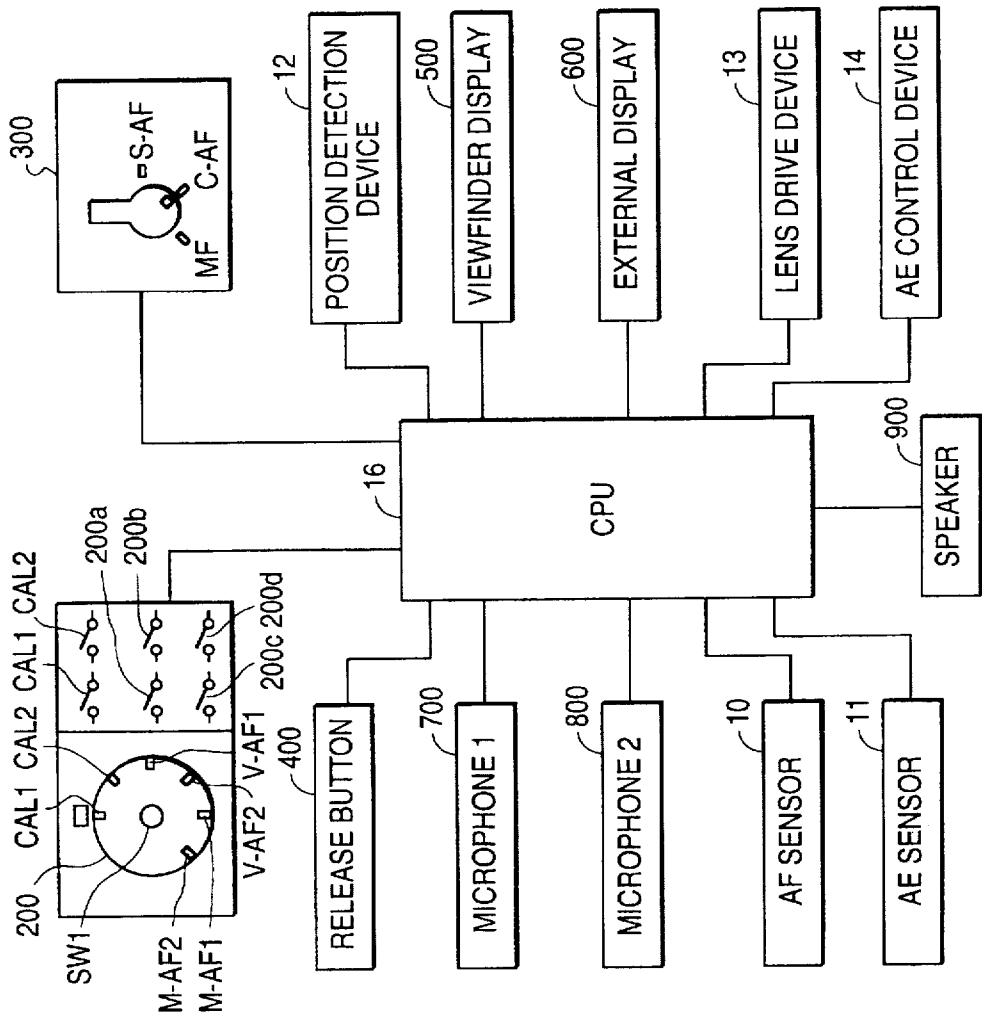 CAL1
CAL2
CAL1
CAL2
200
SW1
M-AF2
M-AF1
V-AF2
V-AF1
200a
200b
200c
200d
300
MF
C-AF
S-AF
16
CPU
400
RELEASE BUTTON
700
MICROPHONE 1
800
MICROPHONE 2
10
AF SENSOR
11
AE SENSOR
12
POSITION DETECTION
DEVICE
500
VIEWFINDER DISPLAY
600
EXTERNAL DISPLAY
13
LENS DRIVE DEVICE
14
AE CONTROL DEVICE
900
SPEAKER